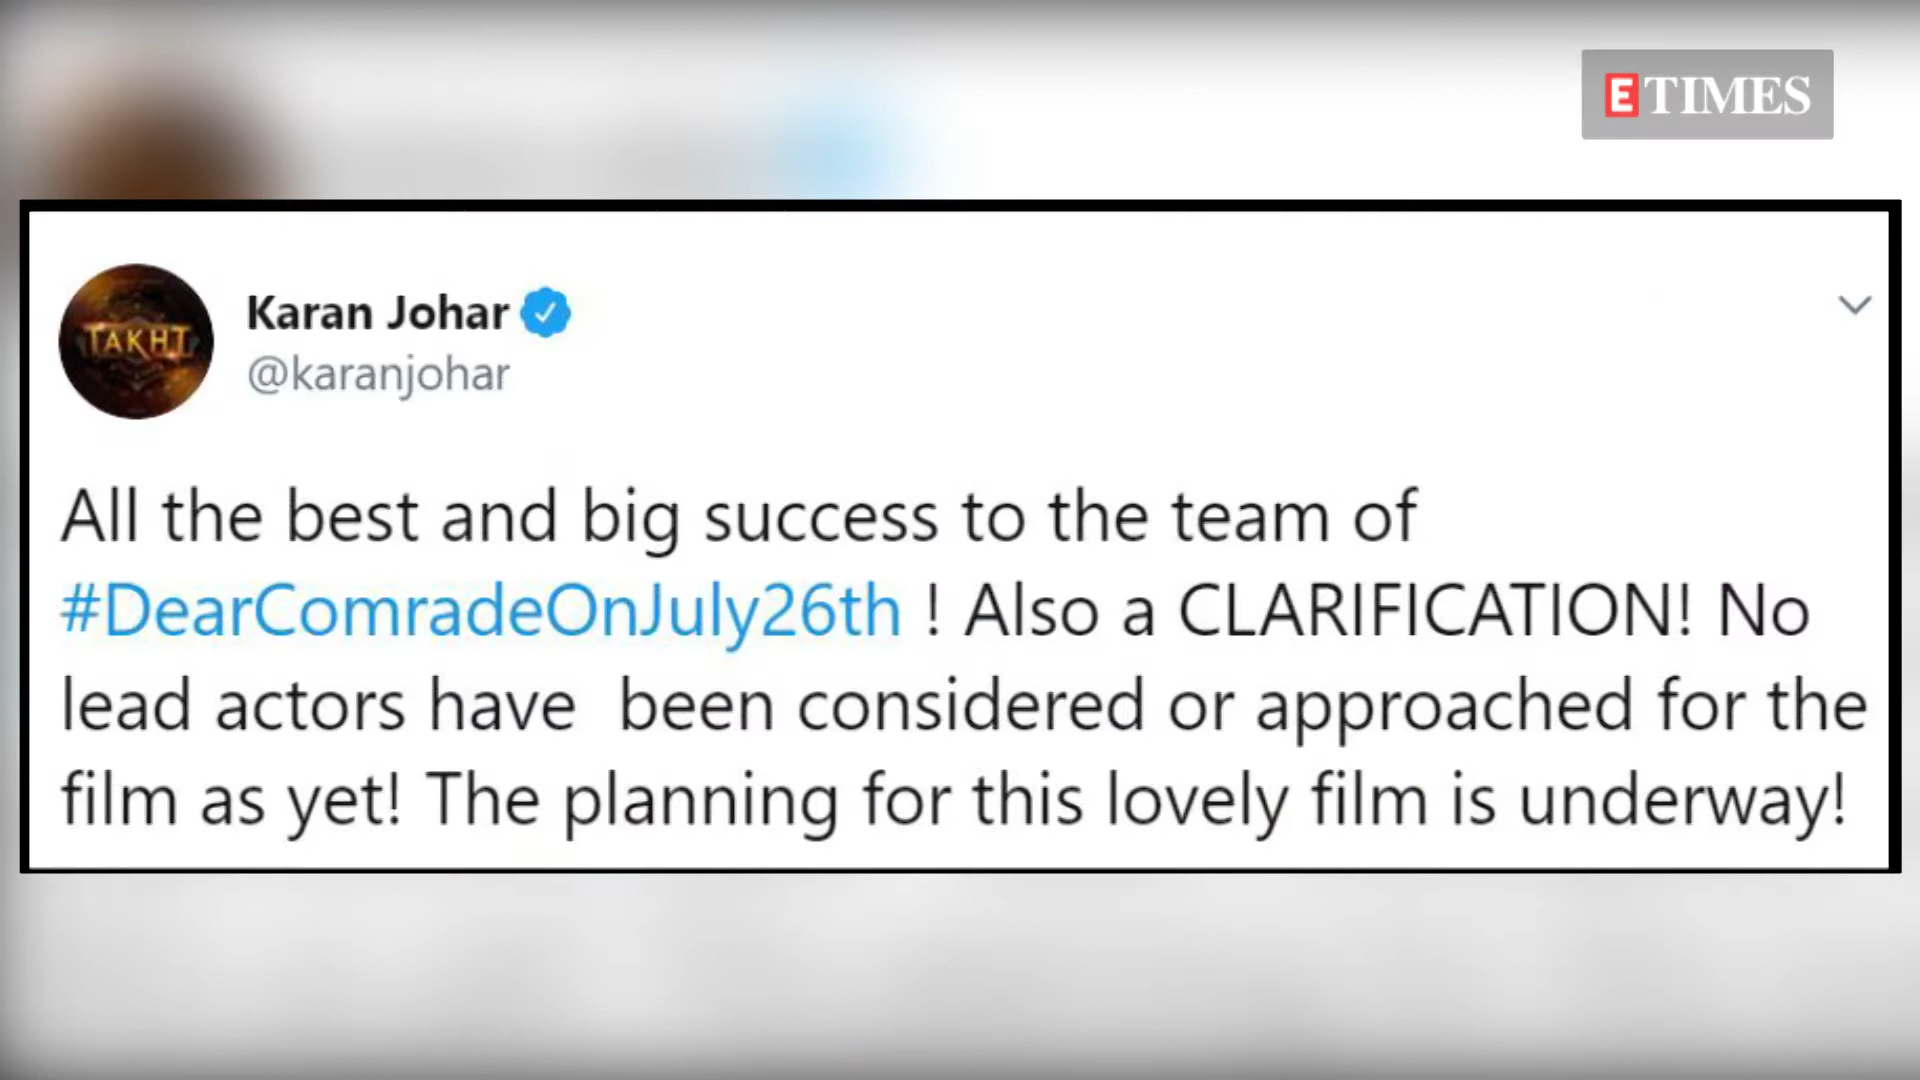 E TIMES
TAKHT
Karan Johar
@karanjohar
All the best and big success to the team of
#DearComradeOnJuly26th ! Also a CLARIFICATION! No
lead actors have  been considered or approached for the
film as yet! The planning for this lovely film is underway!